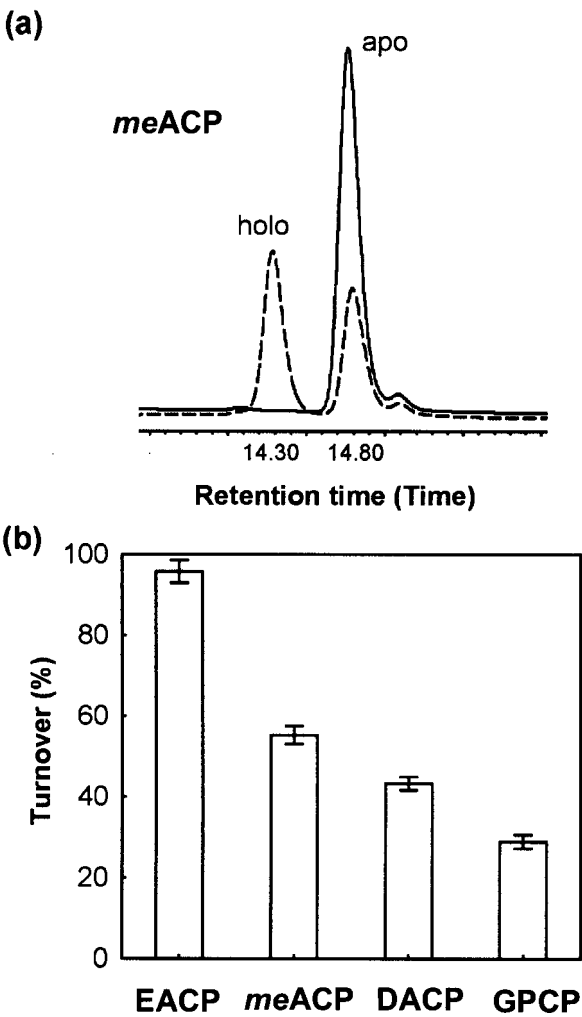 (a)
apo
meACP
holo
14.30 14.80
Retention time (Time)
(b)
100
80
60
40
20
0
Turnover (%)
EACP meACP DACP GPCP